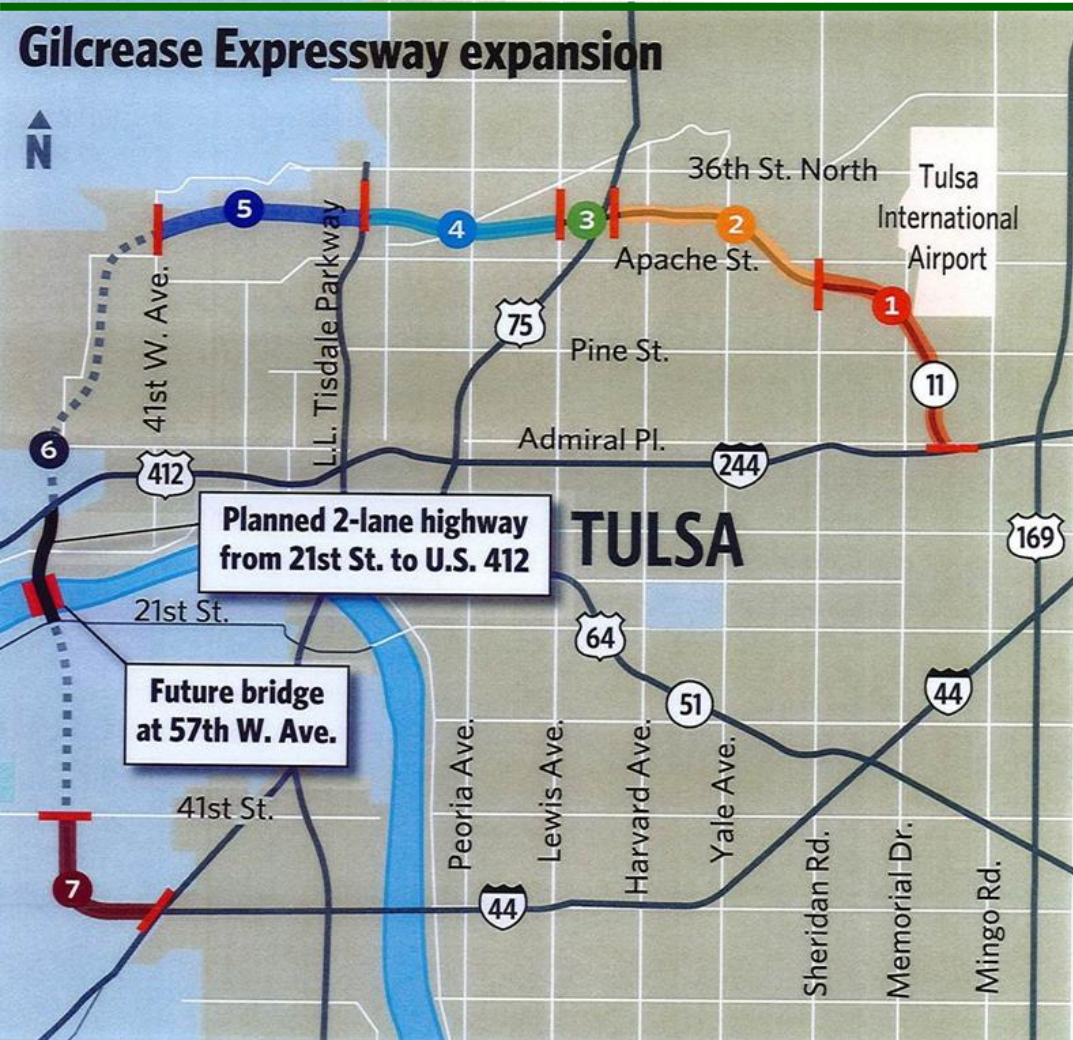 Gilcrease Expressway expansion
N
36th St. North
Tulsa
International
Airport
5
4
3
2
1
Apache St.
41st W. Ave.
L.L. Tisdale Parkway
75
Pine St.
11
6
412
Admiral Pl.
244
Planned 2-lane highway
from 21st St. to U.S. 412
TULSA
169
21st St.
64
Future bridge
at 57th W. Ave.
51
44
41st St.
Peoria Ave.
Lewis Ave.
Harvard Ave.
Yale Ave.
Sheridan Rd.
Memorial Dr.
Mingo Rd.
7
44